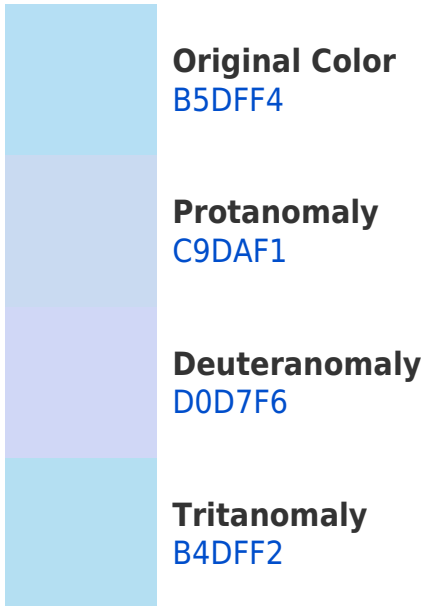 Original Color
B5DFF4
Protanomaly
C9DAF1
Deuteranomaly
D0D7F6
Tritanomaly
B4DFF2